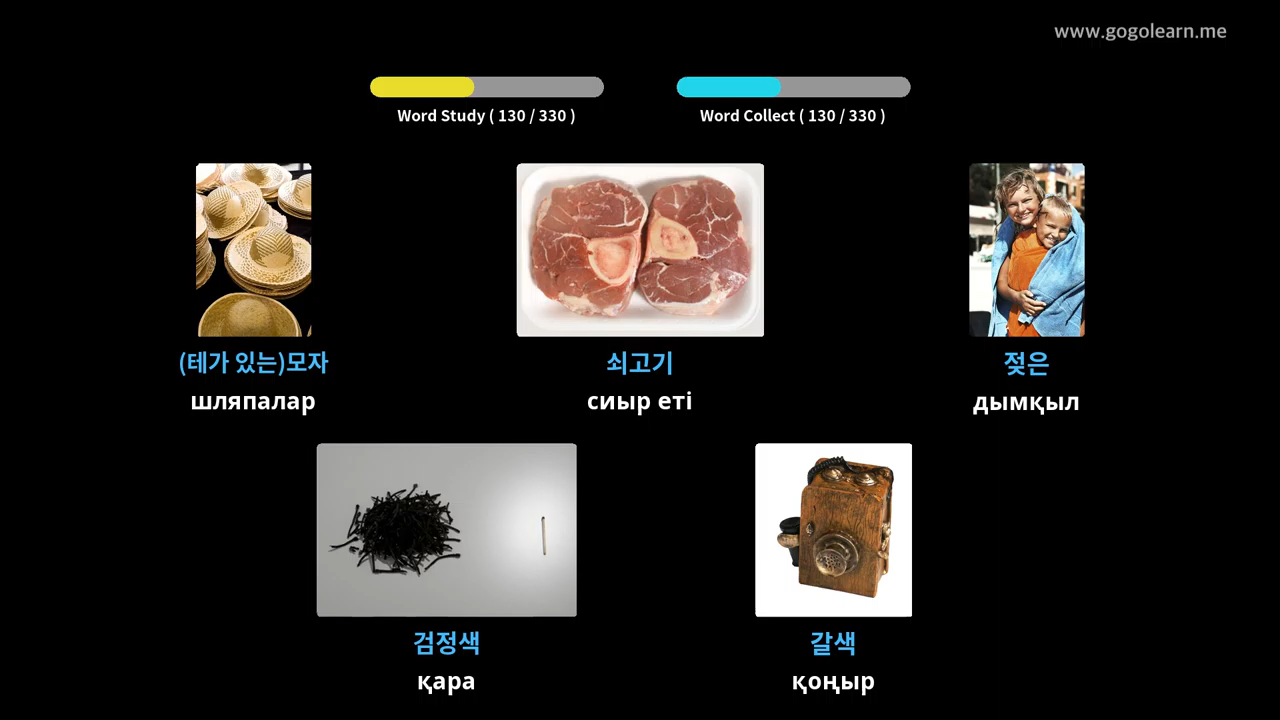 www.gogolearn.me
Word Study ( 130 / 330 )
Word Collect ( 130 / 330 )
(테가 있는)모자
шляпалар
쇠고기
сиыр еті
젖은
дымқыл
검정색
қара
갈색
қоңыр